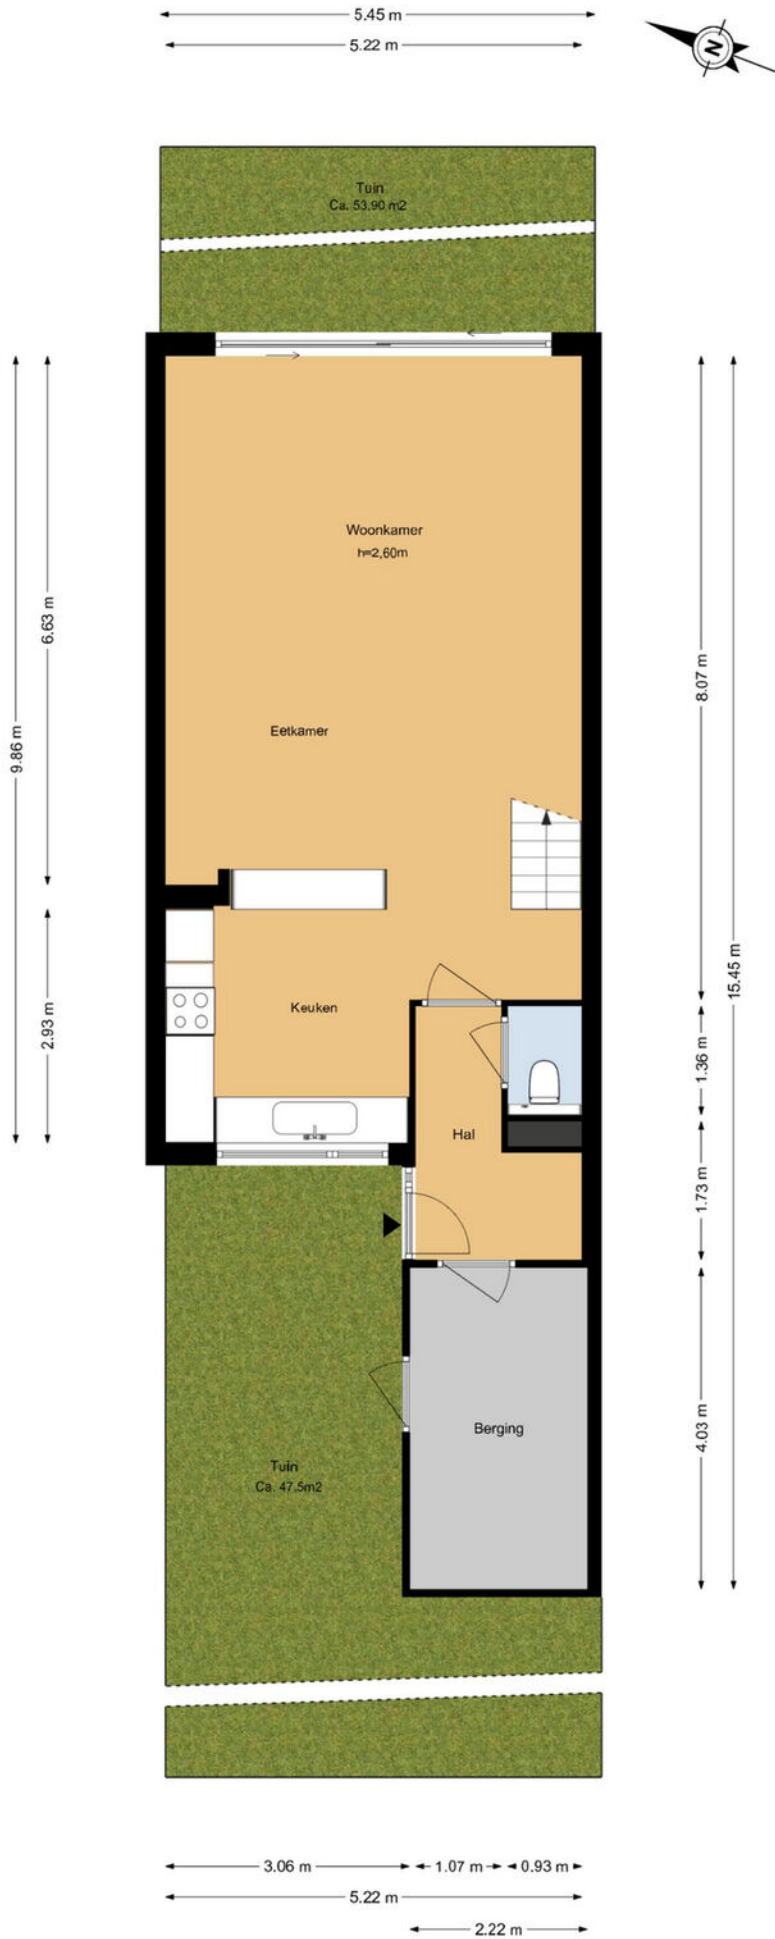 5.45 m
5.22 m
N
Tuin
Ca. 53,90 m2
Woonkamer
h=2,60m
6.63 m
8.07 m
9.86 m
Eetkamer
15.45 m
Keuken
2.93 m
1.36 m
Hal
1.73 m
Berging
4.03 m
Tuin
Ca. 47,5m2
3.06 m
1.07 m
0.93 m
5.22 m
2.22 m